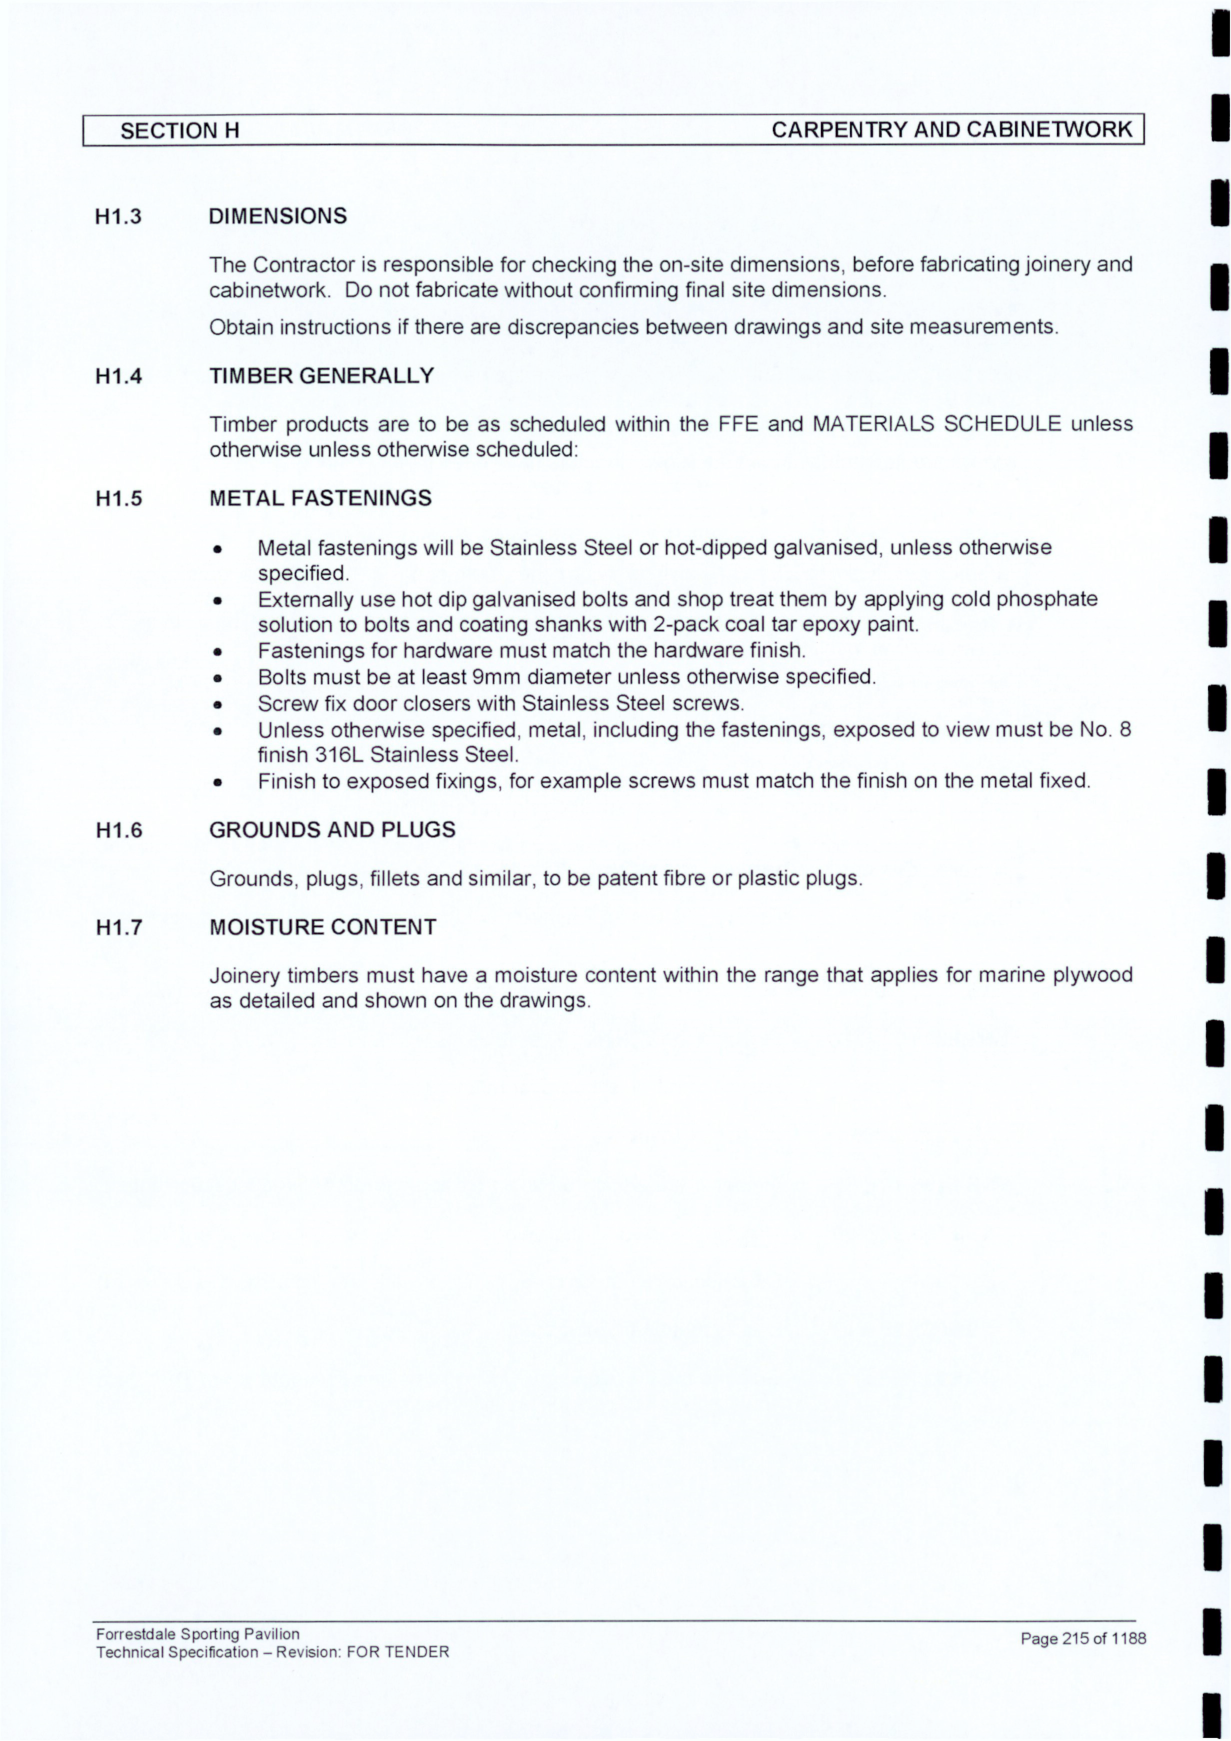 SECTION H CARPENTRY AND CABINETWORK
H1.3 DIMENSIONS
The Contractor is responsible for checking the on-site dimensions, before fabricating joinery and
cabinetwork. Do not fabricate without confirming final site dimensions.
Obtain instructions if there are discrepancies between drawings and site measurements.
H1.4 TIMBER GENERALLY
Timber products are to be as scheduled within the FFE and MATERIALS SCHEDULE unless
otherwise unless otherwise scheduled:
H1.5 METAL FASTENINGS
• Metal fastenings will be Stainless Steel or hot-dipped galvanised, unless otherwise
specified.
• Externally use hot dip galvanised bolts and shop treat them by applying cold phosphate
solution to bolts and coating shanks with 2-pack coal tar epoxy paint.
• Fastenings for hardware must match the hardware finish.
• Bolts must be at least 9mm diameter unless otherwise specified.
• Screw fix door closers with Stainless Steel screws.
• Unless otherwise specified, metal, including the fastenings, exposed to view must be No. 8
finish 316L Stainless Steel.
• Finish to exposed fixings, for example screws must match the finish on the metal fixed.
H1.6 GROUNDS AND PLUGS
Grounds, plugs, fillets and similar, to be patent fibre or plastic plugs.
H1.7 MOISTURE CONTENT
Joinery timbers must have a moisture content within the range that applies for marine plywood
as detailed and shown on the drawings.
Forrestdale Sporting Pavilion
Technical Specification – Revision: FOR TENDER
Page 215 of 1188